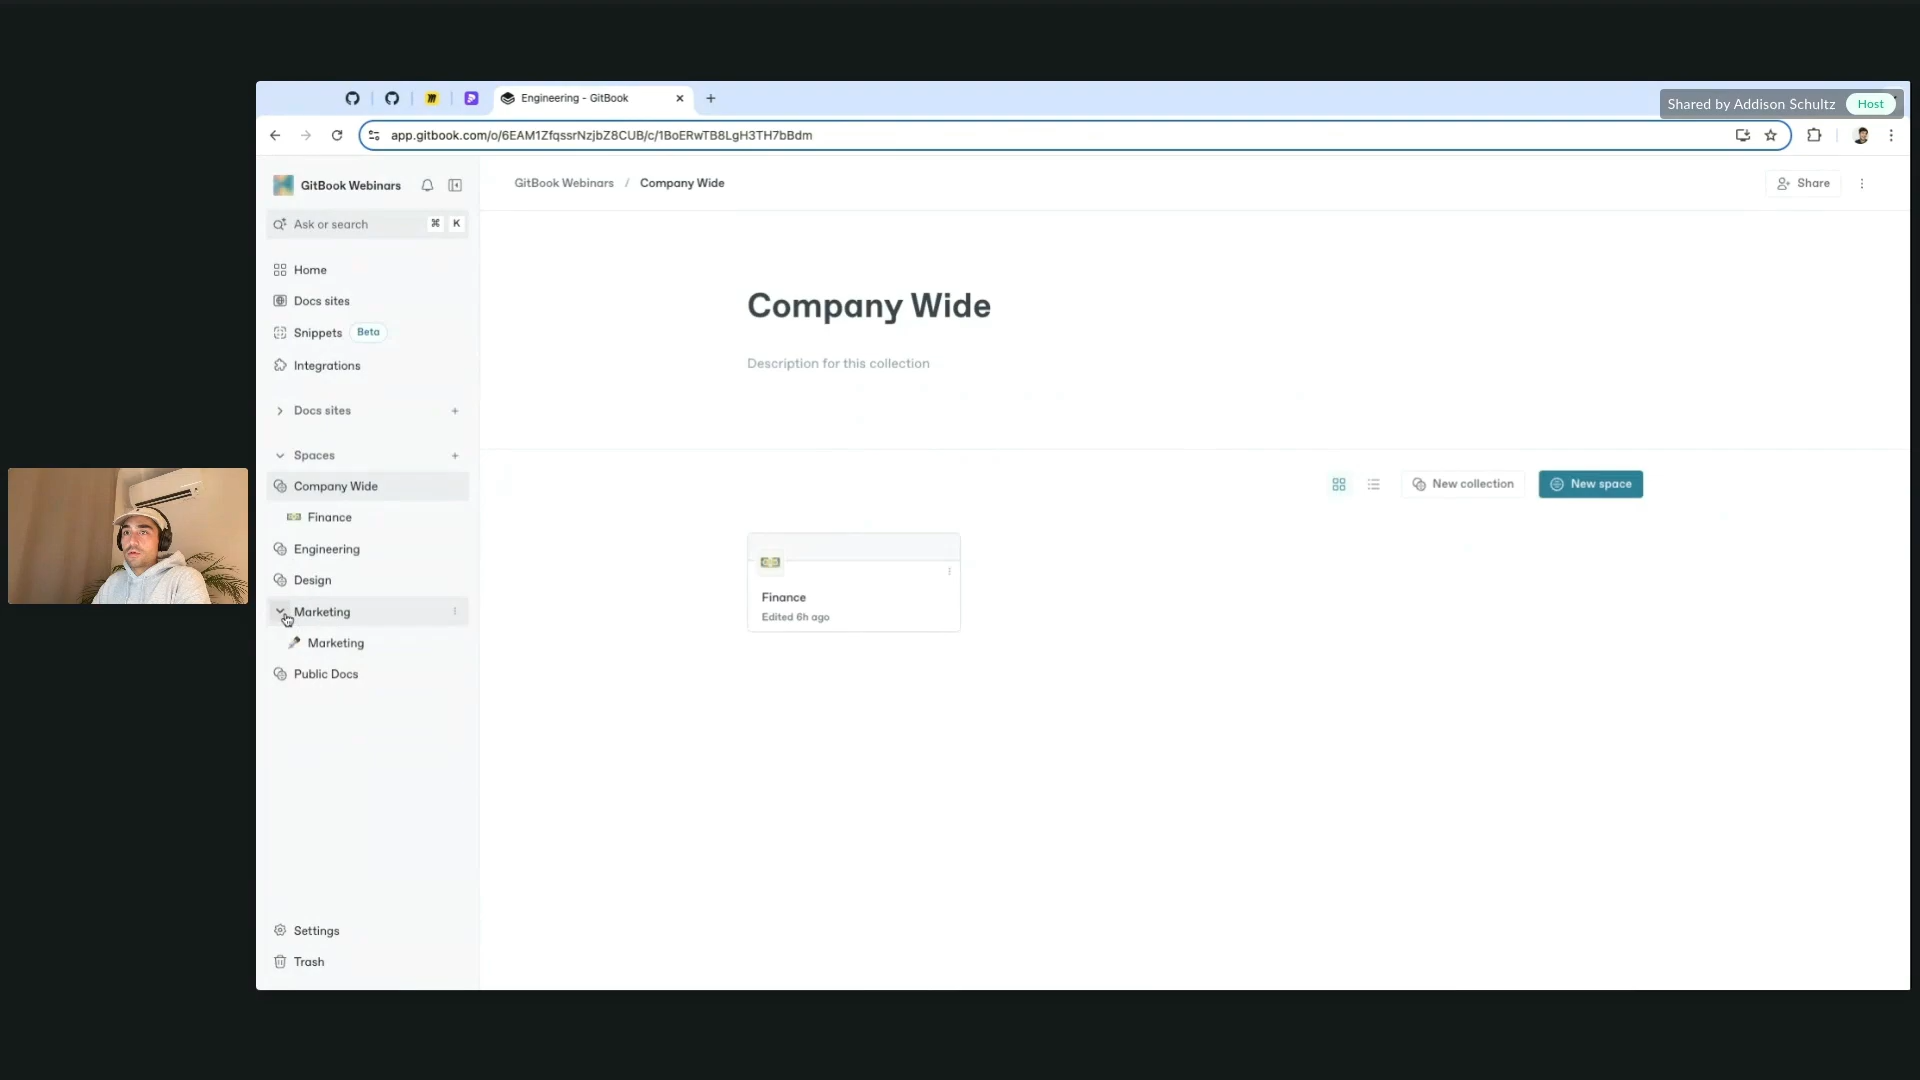 Engineering - GitBook
Shared by Addison Schultz Host
app.gitbook.com/o/6EAM1ZfqssrNzjbZ8CUB/c/1BoERwTB8LgH3TH7bBdm
GitBook Webinars
GitBook Webinars / Company Wide
Share
Ask or search ⌘ K
Home
Docs sites
Snippets Beta
Integrations
Docs sites
Spaces
Company Wide
Finance
Engineering
Design
Marketing
Marketing
Public Docs
Settings
Trash
Company Wide
Description for this collection
New collection
New space
Finance
Edited 6h ago